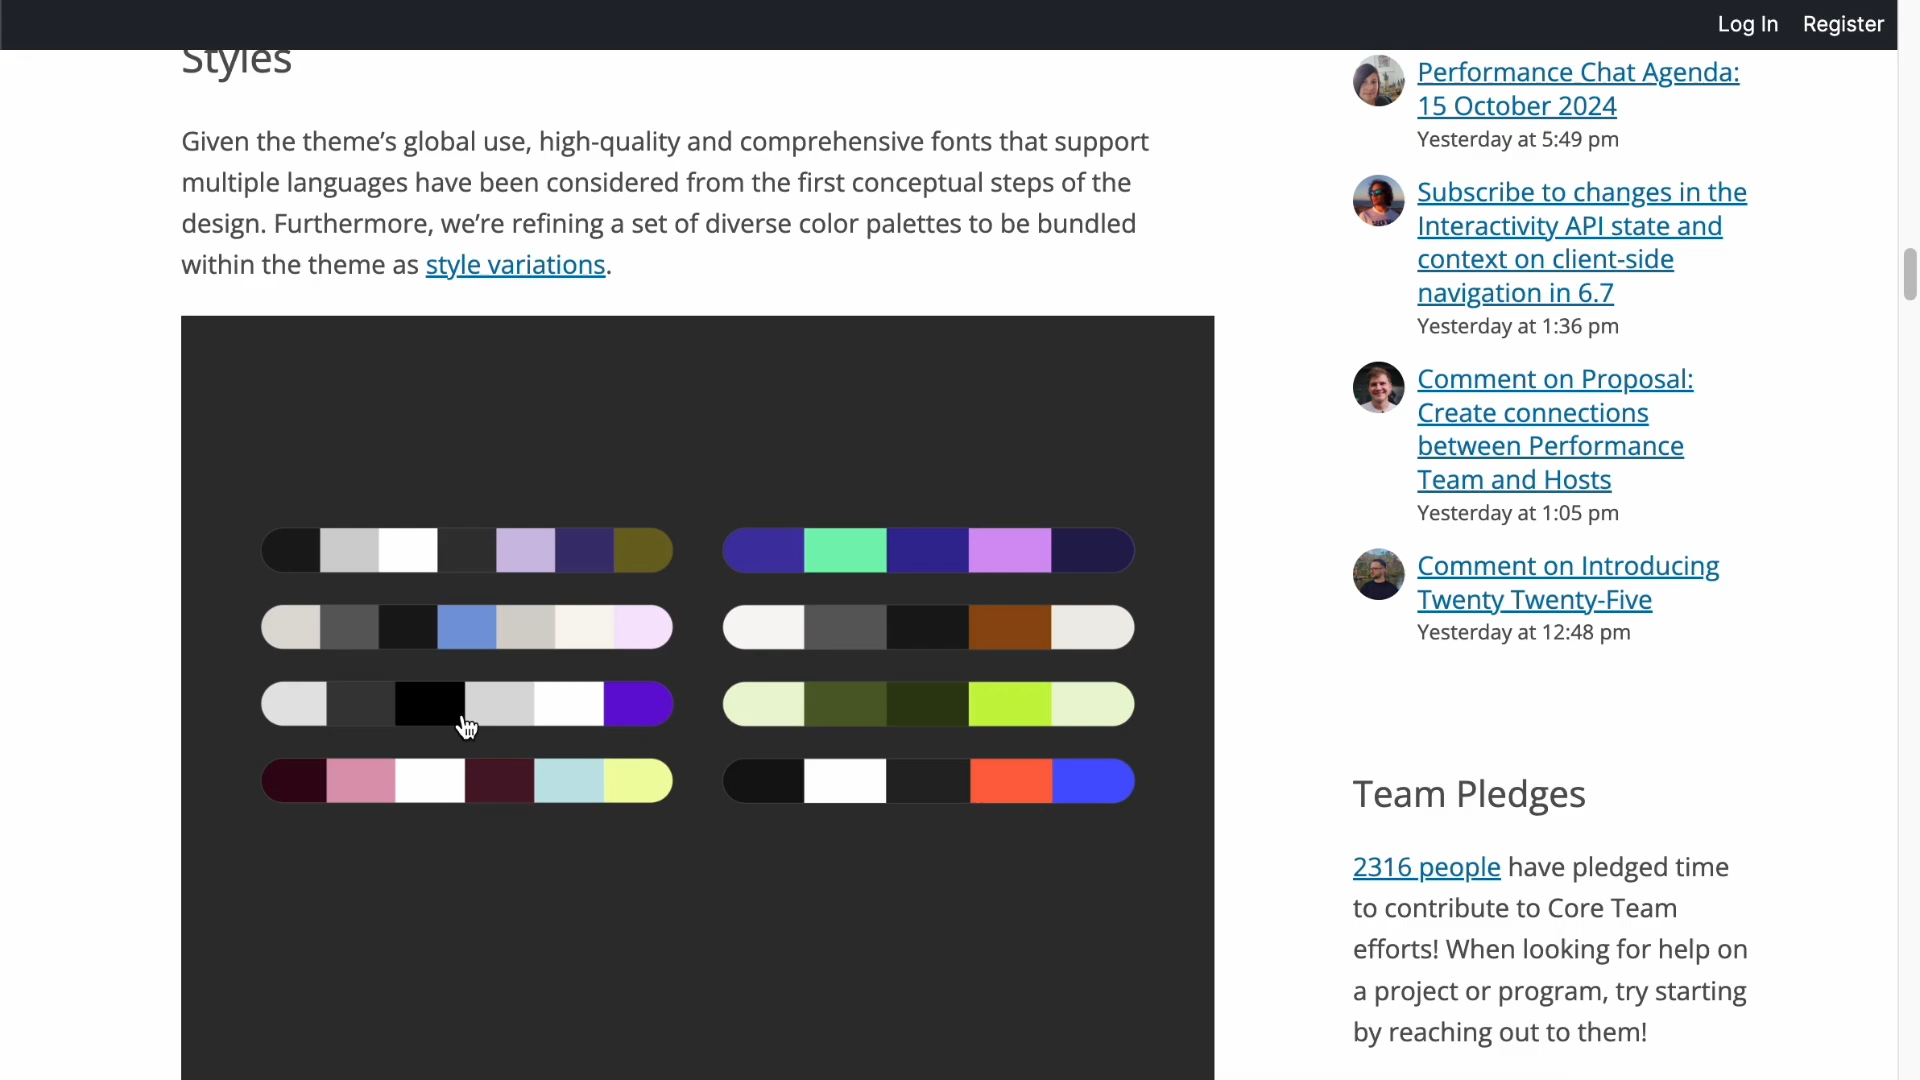 Log In Register
Styles
Given the theme’s global use, high-quality and comprehensive fonts that support
multiple languages have been considered from the first conceptual steps of the
design. Furthermore, we’re refining a set of diverse color palettes to be bundled
within the theme as style variations.
Performance Chat Agenda:
15 October 2024
Yesterday at 5:49 pm
Subscribe to changes in the
Interactivity API state and
context on client-side
navigation in 6.7
Yesterday at 1:36 pm
Comment on Proposal:
Create connections
between Performance
Team and Hosts
Yesterday at 1:05 pm
Comment on Introducing
Twenty Twenty-Five
Yesterday at 12:48 pm
Team Pledges
2316 people have pledged time
to contribute to Core Team
efforts! When looking for help on
a project or program, try starting
by reaching out to them!